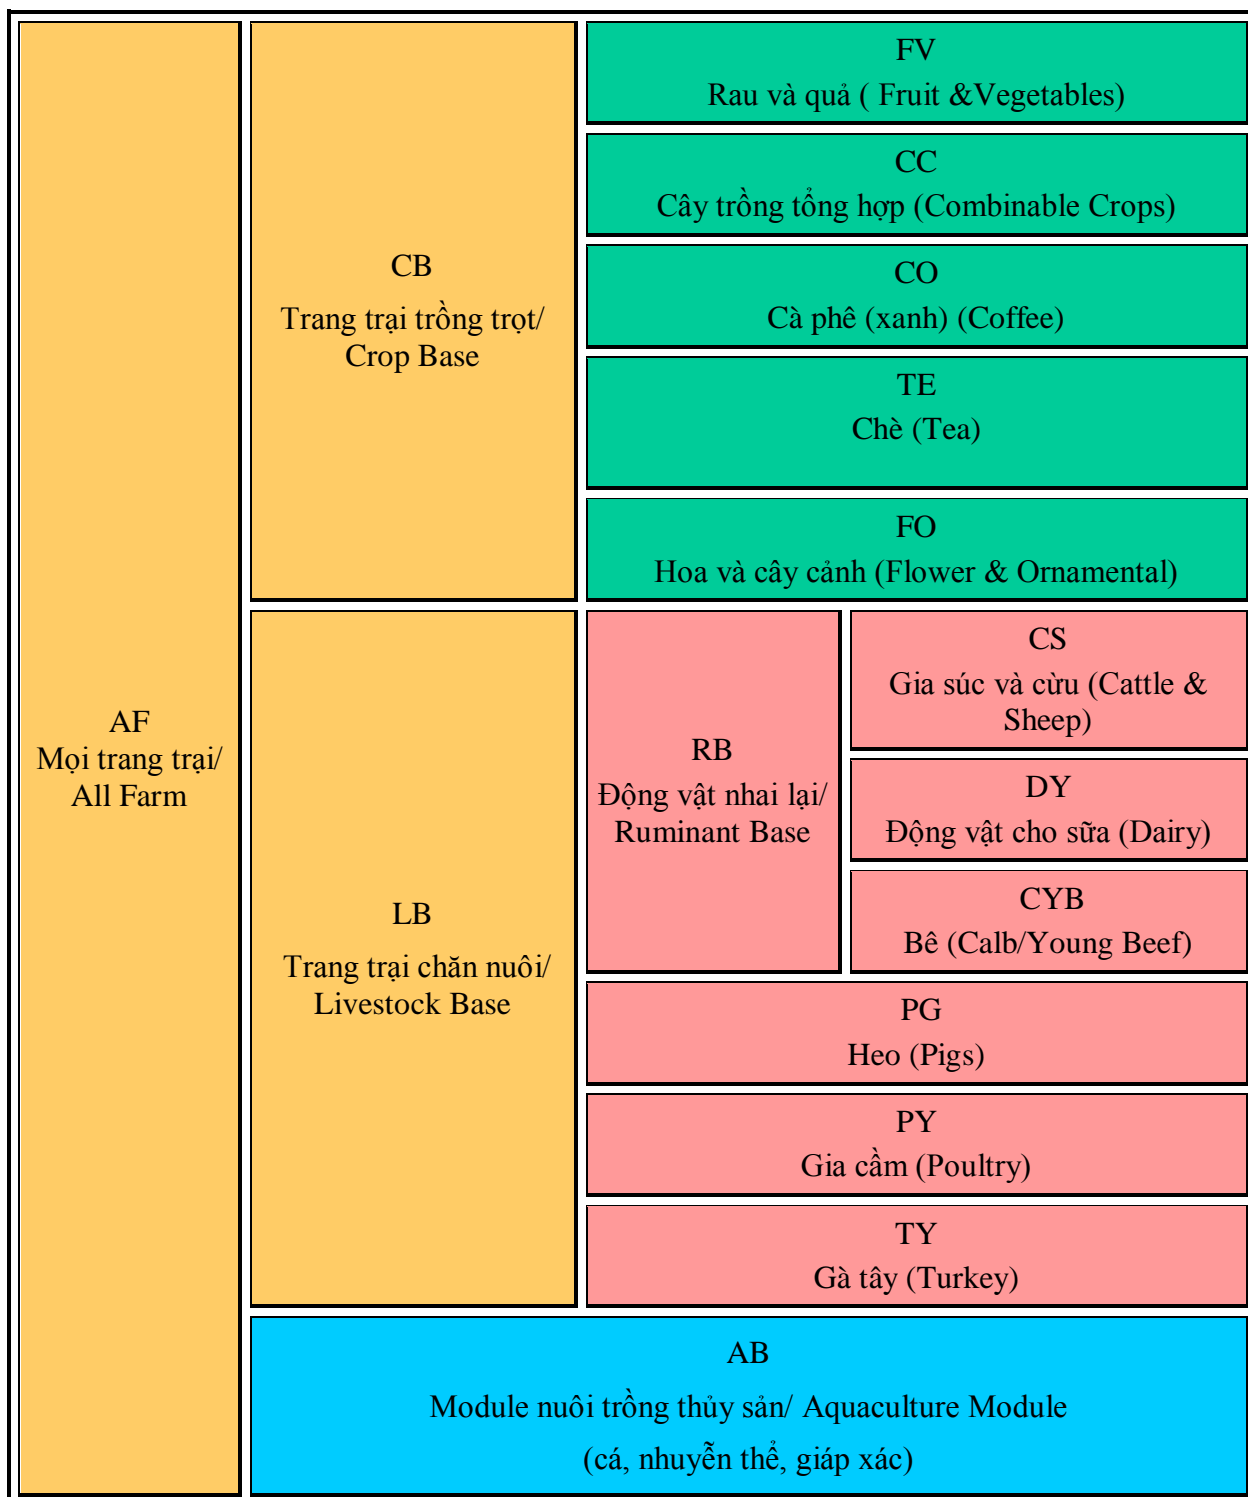 AF
Mọi trang trại/
All Farm
CB
Trang trại trồng trọt/
Crop Base
FV
Rau và quả ( Fruit &Vegetables)
CC
Cây trồng tổng hợp (Combinable Crops)
CO
Cà phê (xanh) (Coffee)
TE
Chè (Tea)
FO
Hoa và cây cảnh (Flower & Ornamental)
LB
Trang trại chăn nuôi/
Livestock Base
RB
Động vật nhai lại/
Ruminant Base
CS
Gia súc và cừu (Cattle &
Sheep)
DY
Động vật cho sữa (Dairy)
CYB
Bê (Calb/Young Beef)
PG
Heo (Pigs)
PY
Gia cầm (Poultry)
TY
Gà tây (Turkey)
AB
Module nuôi trồng thủy sản/ Aquaculture Module
(cá, nhuyễn thể, giáp xác)